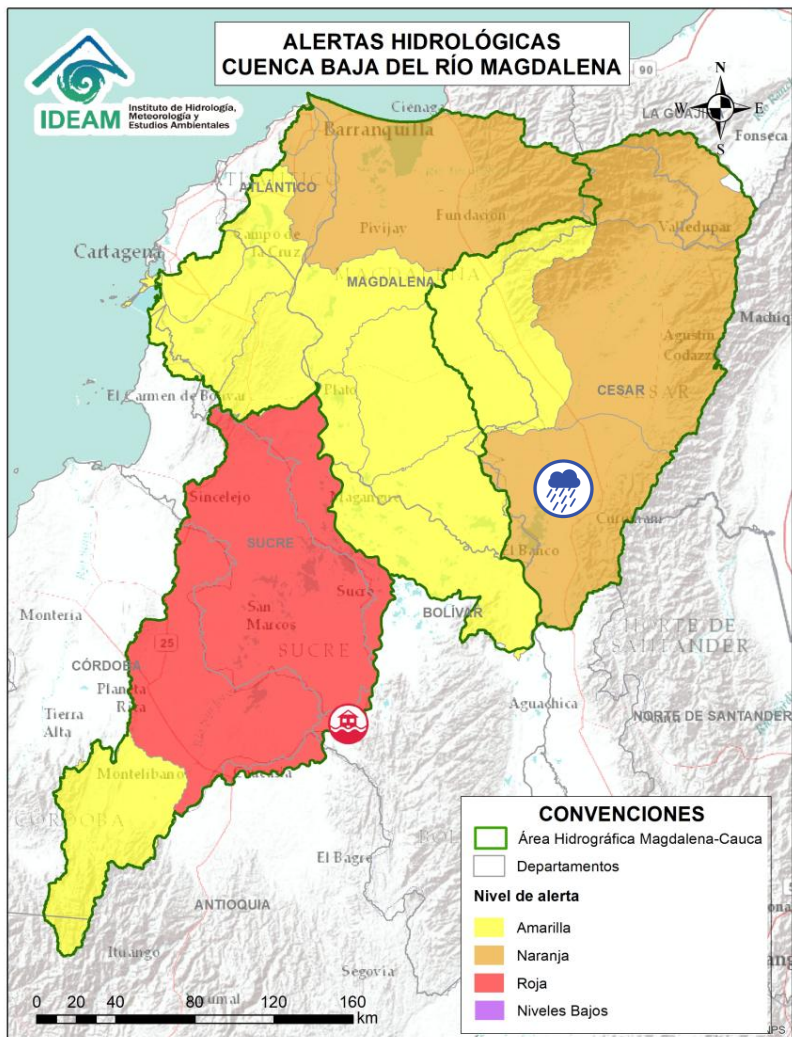 ALERTAS HIDROLÓGICAS
CUENCA BAJA DEL RÍO MAGDALENA
IDEAM
Instituto de Hidrología,
Meteorología y
Estudios Ambientales
N
W E
S
90
Ciénaga
LA GUAJIRA
Fonseca
Barranquilla
ATLÁNTICO
Fundación
Pivijay
Valledupar
Campo de
la Cruz
Cartagena
MAGDALENA
MAGDALENA
Agustín
Codazzi
El Carmen de Bolívar
Plato
CESAR
CESAR
Sincelejo
Magangué
SUCRE
El Banco
Sucre
San
Marcos
BOLÍVAR
Montería
SUCRE
NORTE DE
SANTANDER
25
CÓRDOBA
Planeta
Rica
Tierra
Alta
Aguachica
NORTE DE SANTANDER
Montelíbano
CÓRDOBA
El Bagre
ANTIOQUIA
Ituango
Segovia
CONVENCIONES
Área Hidrográfica Magdalena-Cauca
Departamentos
Nivel de alerta
Amarilla
Naranja
Roja
Niveles Bajos
0 20 40 80 120 160
km